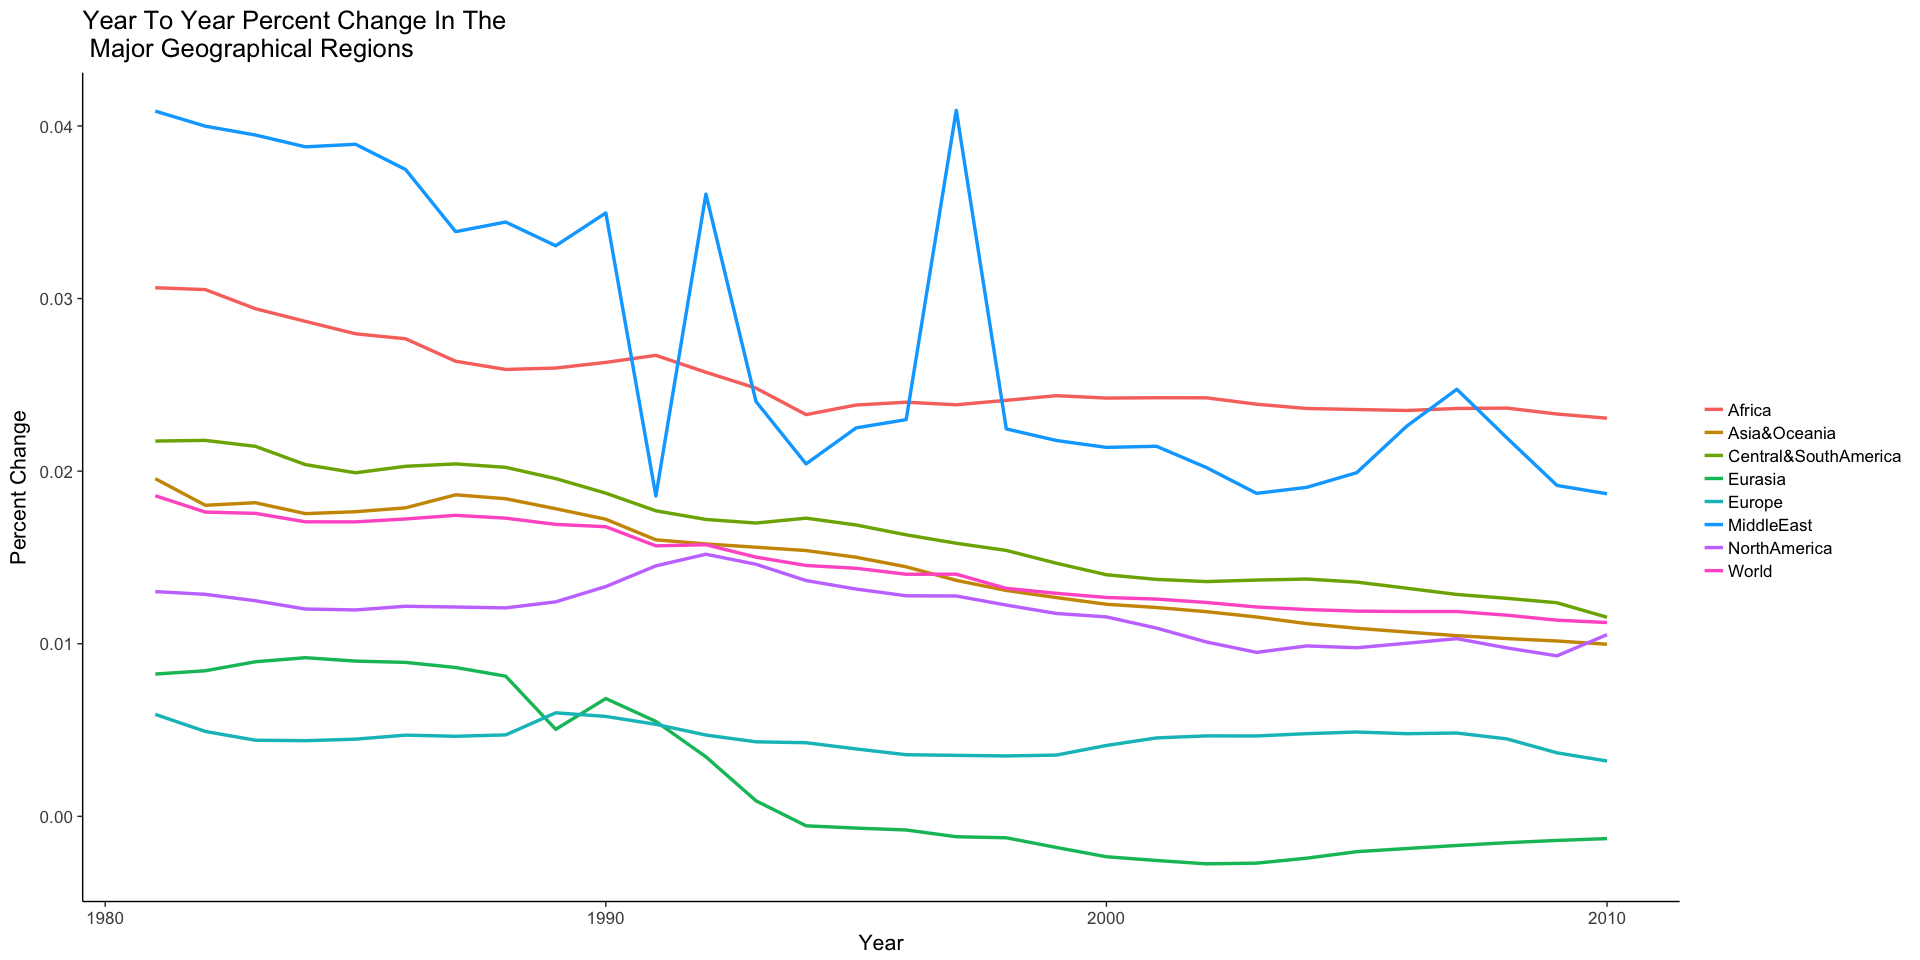 Year To Year Percent Change In The
Major Geographical Regions
Percent Change
0.04
0.03
0.02
0.01
0.00
1980
1990
2000
2010
Year
Africa
Asia&Oceania
Central&SouthAmerica
Eurasia
Europe
MiddleEast
NorthAmerica
World